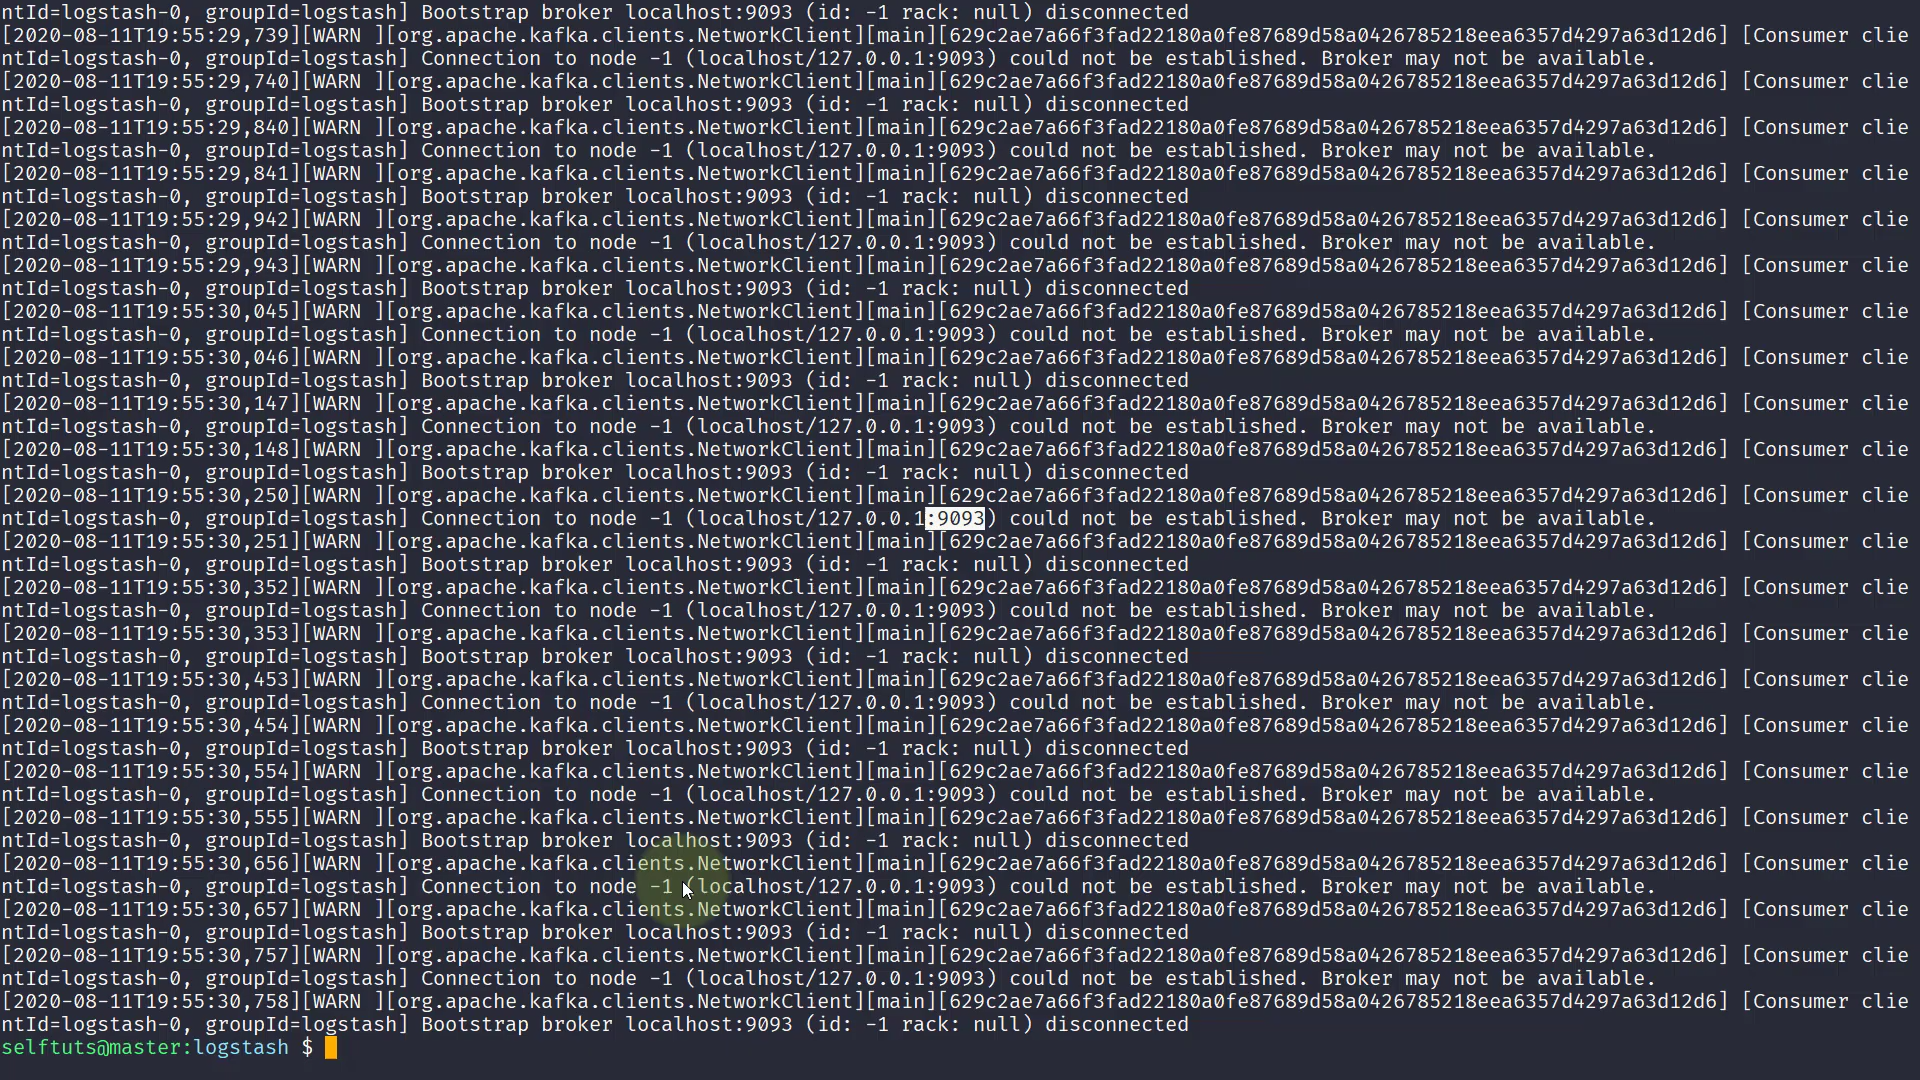 ntId=logstash-0, groupId=logstash] Bootstrap broker localhost:9093 (id: -1 rack: null) disconnected
[2020-08-11T19:55:29,739][WARN ][org.apache.kafka.clients.NetworkClient][main][629c2ae7a66f3fad22180a0fe87689d58a0426785218eea6357d4297a63d12d6] [Consumer clie
ntId=logstash-0, groupId=logstash] Connection to node -1 (localhost/127.0.0.1:9093) could not be established. Broker may not be available.
[2020-08-11T19:55:29,740][WARN ][org.apache.kafka.clients.NetworkClient][main][629c2ae7a66f3fad22180a0fe87689d58a0426785218eea6357d4297a63d12d6] [Consumer clie
ntId=logstash-0, groupId=logstash] Bootstrap broker localhost:9093 (id: -1 rack: null) disconnected
[2020-08-11T19:55:29,840][WARN ][org.apache.kafka.clients.NetworkClient][main][629c2ae7a66f3fad22180a0fe87689d58a0426785218eea6357d4297a63d12d6] [Consumer clie
ntId=logstash-0, groupId=logstash] Connection to node -1 (localhost/127.0.0.1:9093) could not be established. Broker may not be available.
[2020-08-11T19:55:29,841][WARN ][org.apache.kafka.clients.NetworkClient][main][629c2ae7a66f3fad22180a0fe87689d58a0426785218eea6357d4297a63d12d6] [Consumer clie
ntId=logstash-0, groupId=logstash] Bootstrap broker localhost:9093 (id: -1 rack: null) disconnected
[2020-08-11T19:55:29,942][WARN ][org.apache.kafka.clients.NetworkClient][main][629c2ae7a66f3fad22180a0fe87689d58a0426785218eea6357d4297a63d12d6] [Consumer clie
ntId=logstash-0, groupId=logstash] Connection to node -1 (localhost/127.0.0.1:9093) could not be established. Broker may not be available.
[2020-08-11T19:55:29,943][WARN ][org.apache.kafka.clients.NetworkClient][main][629c2ae7a66f3fad22180a0fe87689d58a0426785218eea6357d4297a63d12d6] [Consumer clie
ntId=logstash-0, groupId=logstash] Bootstrap broker localhost:9093 (id: -1 rack: null) disconnected
[2020-08-11T19:55:30,045][WARN ][org.apache.kafka.clients.NetworkClient][main][629c2ae7a66f3fad22180a0fe87689d58a0426785218eea6357d4297a63d12d6] [Consumer clie
ntId=logstash-0, groupId=logstash] Connection to node -1 (localhost/127.0.0.1:9093) could not be established. Broker may not be available.
[2020-08-11T19:55:30,046][WARN ][org.apache.kafka.clients.NetworkClient][main][629c2ae7a66f3fad22180a0fe87689d58a0426785218eea6357d4297a63d12d6] [Consumer clie
ntId=logstash-0, groupId=logstash] Bootstrap broker localhost:9093 (id: -1 rack: null) disconnected
[2020-08-11T19:55:30,147][WARN ][org.apache.kafka.clients.NetworkClient][main][629c2ae7a66f3fad22180a0fe87689d58a0426785218eea6357d4297a63d12d6] [Consumer clie
ntId=logstash-0, groupId=logstash] Connection to node -1 (localhost/127.0.0.1:9093) could not be established. Broker may not be available.
[2020-08-11T19:55:30,148][WARN ][org.apache.kafka.clients.NetworkClient][main][629c2ae7a66f3fad22180a0fe87689d58a0426785218eea6357d4297a63d12d6] [Consumer clie
ntId=logstash-0, groupId=logstash] Bootstrap broker localhost:9093 (id: -1 rack: null) disconnected
[2020-08-11T19:55:30,250][WARN ][org.apache.kafka.clients.NetworkClient][main][629c2ae7a66f3fad22180a0fe87689d58a0426785218eea6357d4297a63d12d6] [Consumer clie
ntId=logstash-0, groupId=logstash] Connection to node -1 (localhost/127.0.0.1:9093) could not be established. Broker may not be available.
[2020-08-11T19:55:30,251][WARN ][org.apache.kafka.clients.NetworkClient][main][629c2ae7a66f3fad22180a0fe87689d58a0426785218eea6357d4297a63d12d6] [Consumer clie
ntId=logstash-0, groupId=logstash] Bootstrap broker localhost:9093 (id: -1 rack: null) disconnected
[2020-08-11T19:55:30,352][WARN ][org.apache.kafka.clients.NetworkClient][main][629c2ae7a66f3fad22180a0fe87689d58a0426785218eea6357d4297a63d12d6] [Consumer clie
ntId=logstash-0, groupId=logstash] Connection to node -1 (localhost/127.0.0.1:9093) could not be established. Broker may not be available.
[2020-08-11T19:55:30,353][WARN ][org.apache.kafka.clients.NetworkClient][main][629c2ae7a66f3fad22180a0fe87689d58a0426785218eea6357d4297a63d12d6] [Consumer clie
ntId=logstash-0, groupId=logstash] Bootstrap broker localhost:9093 (id: -1 rack: null) disconnected
[2020-08-11T19:55:30,453][WARN ][org.apache.kafka.clients.NetworkClient][main][629c2ae7a66f3fad22180a0fe87689d58a0426785218eea6357d4297a63d12d6] [Consumer clie
ntId=logstash-0, groupId=logstash] Connection to node -1 (localhost/127.0.0.1:9093) could not be established. Broker may not be available.
[2020-08-11T19:55:30,454][WARN ][org.apache.kafka.clients.NetworkClient][main][629c2ae7a66f3fad22180a0fe87689d58a0426785218eea6357d4297a63d12d6] [Consumer clie
ntId=logstash-0, groupId=logstash] Bootstrap broker localhost:9093 (id: -1 rack: null) disconnected
[2020-08-11T19:55:30,554][WARN ][org.apache.kafka.clients.NetworkClient][main][629c2ae7a66f3fad22180a0fe87689d58a0426785218eea6357d4297a63d12d6] [Consumer clie
ntId=logstash-0, groupId=logstash] Connection to node -1 (localhost/127.0.0.1:9093) could not be established. Broker may not be available.
[2020-08-11T19:55:30,555][WARN ][org.apache.kafka.clients.NetworkClient][main][629c2ae7a66f3fad22180a0fe87689d58a0426785218eea6357d4297a63d12d6] [Consumer clie
ntId=logstash-0, groupId=logstash] Bootstrap broker localhost:9093 (id: -1 rack: null) disconnected
[2020-08-11T19:55:30,656][WARN ][org.apache.kafka.clients.NetworkClient][main][629c2ae7a66f3fad22180a0fe87689d58a0426785218eea6357d4297a63d12d6] [Consumer clie
ntId=logstash-0, groupId=logstash] Connection to node -1 (localhost/127.0.0.1:9093) could not be established. Broker may not be available.
[2020-08-11T19:55:30,657][WARN ][org.apache.kafka.clients.NetworkClient][main][629c2ae7a66f3fad22180a0fe87689d58a0426785218eea6357d4297a63d12d6] [Consumer clie
ntId=logstash-0, groupId=logstash] Bootstrap broker localhost:9093 (id: -1 rack: null) disconnected
[2020-08-11T19:55:30,757][WARN ][org.apache.kafka.clients.NetworkClient][main][629c2ae7a66f3fad22180a0fe87689d58a0426785218eea6357d4297a63d12d6] [Consumer clie
ntId=logstash-0, groupId=logstash] Connection to node -1 (localhost/127.0.0.1:9093) could not be established. Broker may not be available.
[2020-08-11T19:55:30,758][WARN ][org.apache.kafka.clients.NetworkClient][main][629c2ae7a66f3fad22180a0fe87689d58a0426785218eea6357d4297a63d12d6] [Consumer clie
ntId=logstash-0, groupId=logstash] Bootstrap broker localhost:9093 (id: -1 rack: null) disconnected
selftuts@master:logstash $